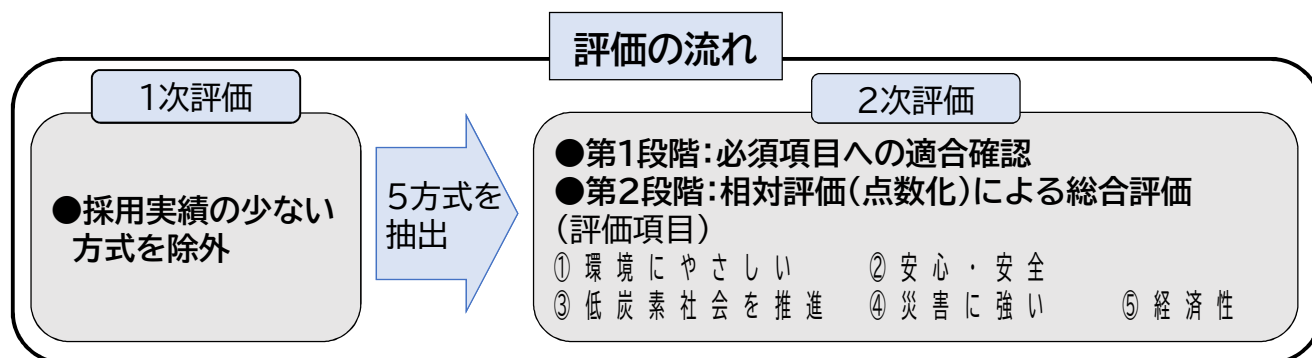 評価の流れ
1次評価
●採用実績の少ない
方式を除外
5方式を
抽出
2次評価
●第1段階:必須項目への適合確認
●第2段階:相対評価(点数化)による総合評価
(評価項目)
①環境にやさしい ②安心・安全
③低炭素社会を推進 ④災害に強い ⑤経済性